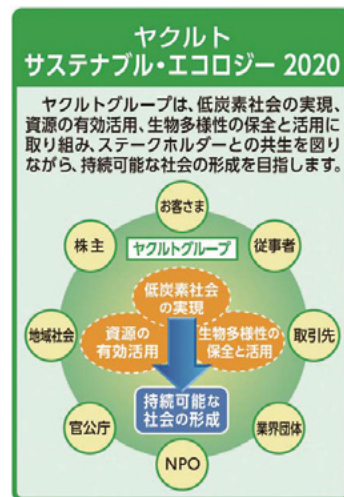 ヤクルト
サステナブル・エコロジー 2020
ヤクルトグループは、低炭素社会の実現、
資源の有効活用、生物多様性の保全と活用に
取り組み、ステークホルダーとの共生を図り
ながら、持続可能な社会の形成を目指します。
お客さま
株主
ヤクルトグループ
従事者
低炭素社会
の実現
地域社会
資源の
有効活用
生物多様性の
保全と活用
取引先
持続可能な
社会の形成
官公庁
業界団体
NPO